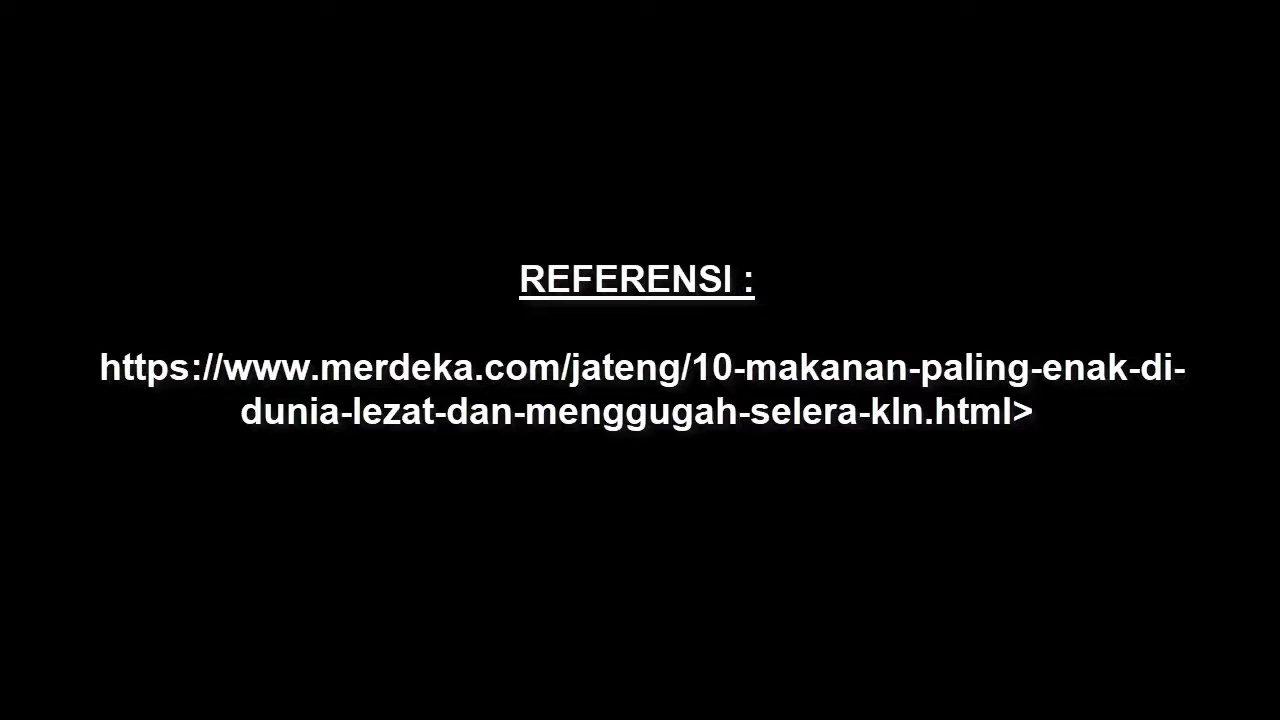 REFERENSI :
https://www.merdeka.com/jateng/10-makanan-paling-enak-di-
dunia-lezat-dan-menggugah-selera-kln.html>